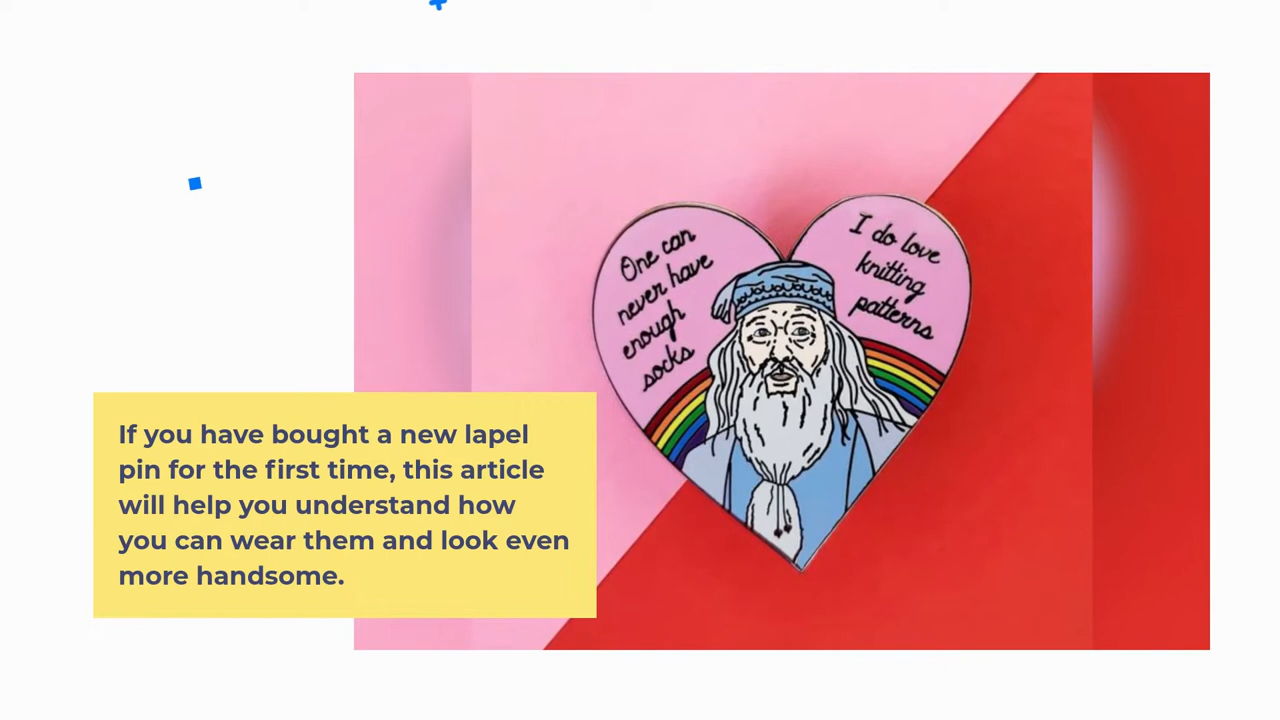 One can
never have
enough
socks
I do love
knitting
patterns
If you have bought a new lapel
pin for the first time, this article
will help you understand how
you can wear them and look even
more handsome.